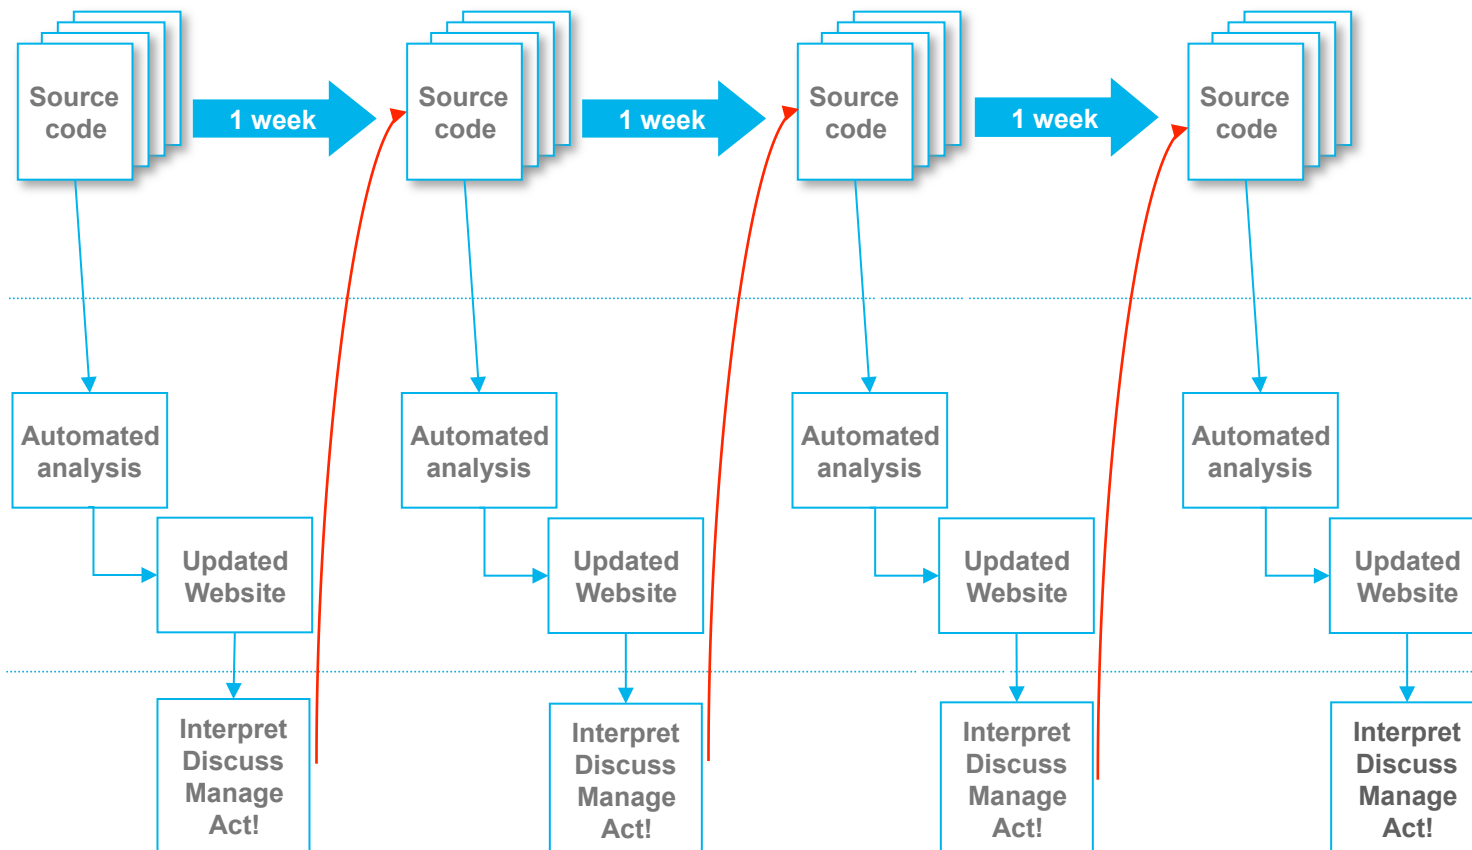 Source
code
1 week
Source
code
1 week
Source
code
1 week
Source
code
Automated
analysis
Automated
analysis
Automated
analysis
Automated
analysis
Updated
Website
Updated
Website
Updated
Website
Updated
Website
Interpret
Discuss
Manage
Act!
Interpret
Discuss
Manage
Act!
Interpret
Discuss
Manage
Act!
Interpret
Discuss
Manage
Act!